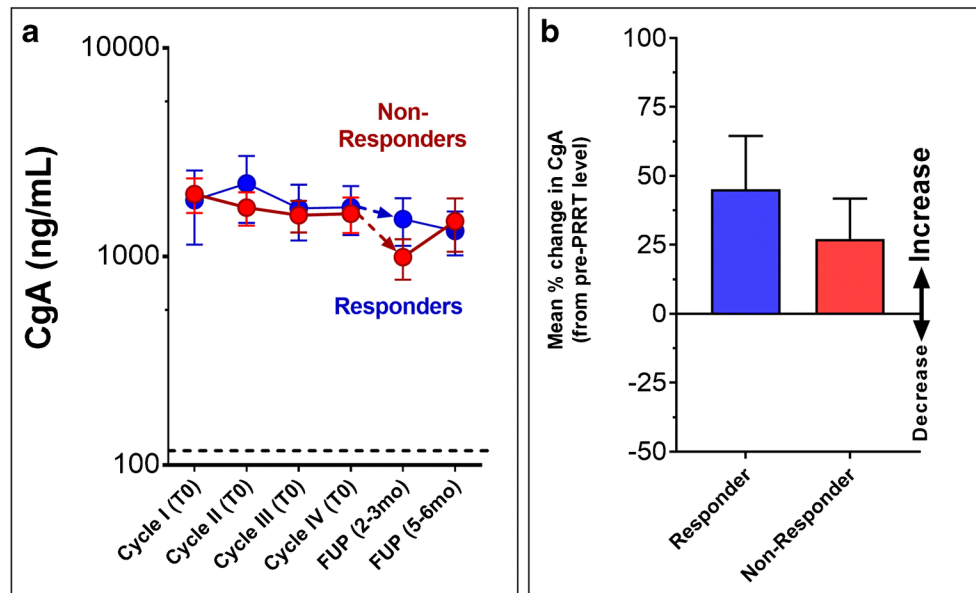 a
10000
1000
100
CgA (ng/mL)
Non-
Responders
Responders
Cycle I (T0)
Cycle II (T0)
Cycle III (T0)
Cycle IV (T0)
FUP (2-3mo)
FUP (5-6mo)
b
100
75
50
25
0
-25
-50
Mean % change in CgA
(from pre-PRRT level)
Increase
Decrease
Responder
Non-Responder